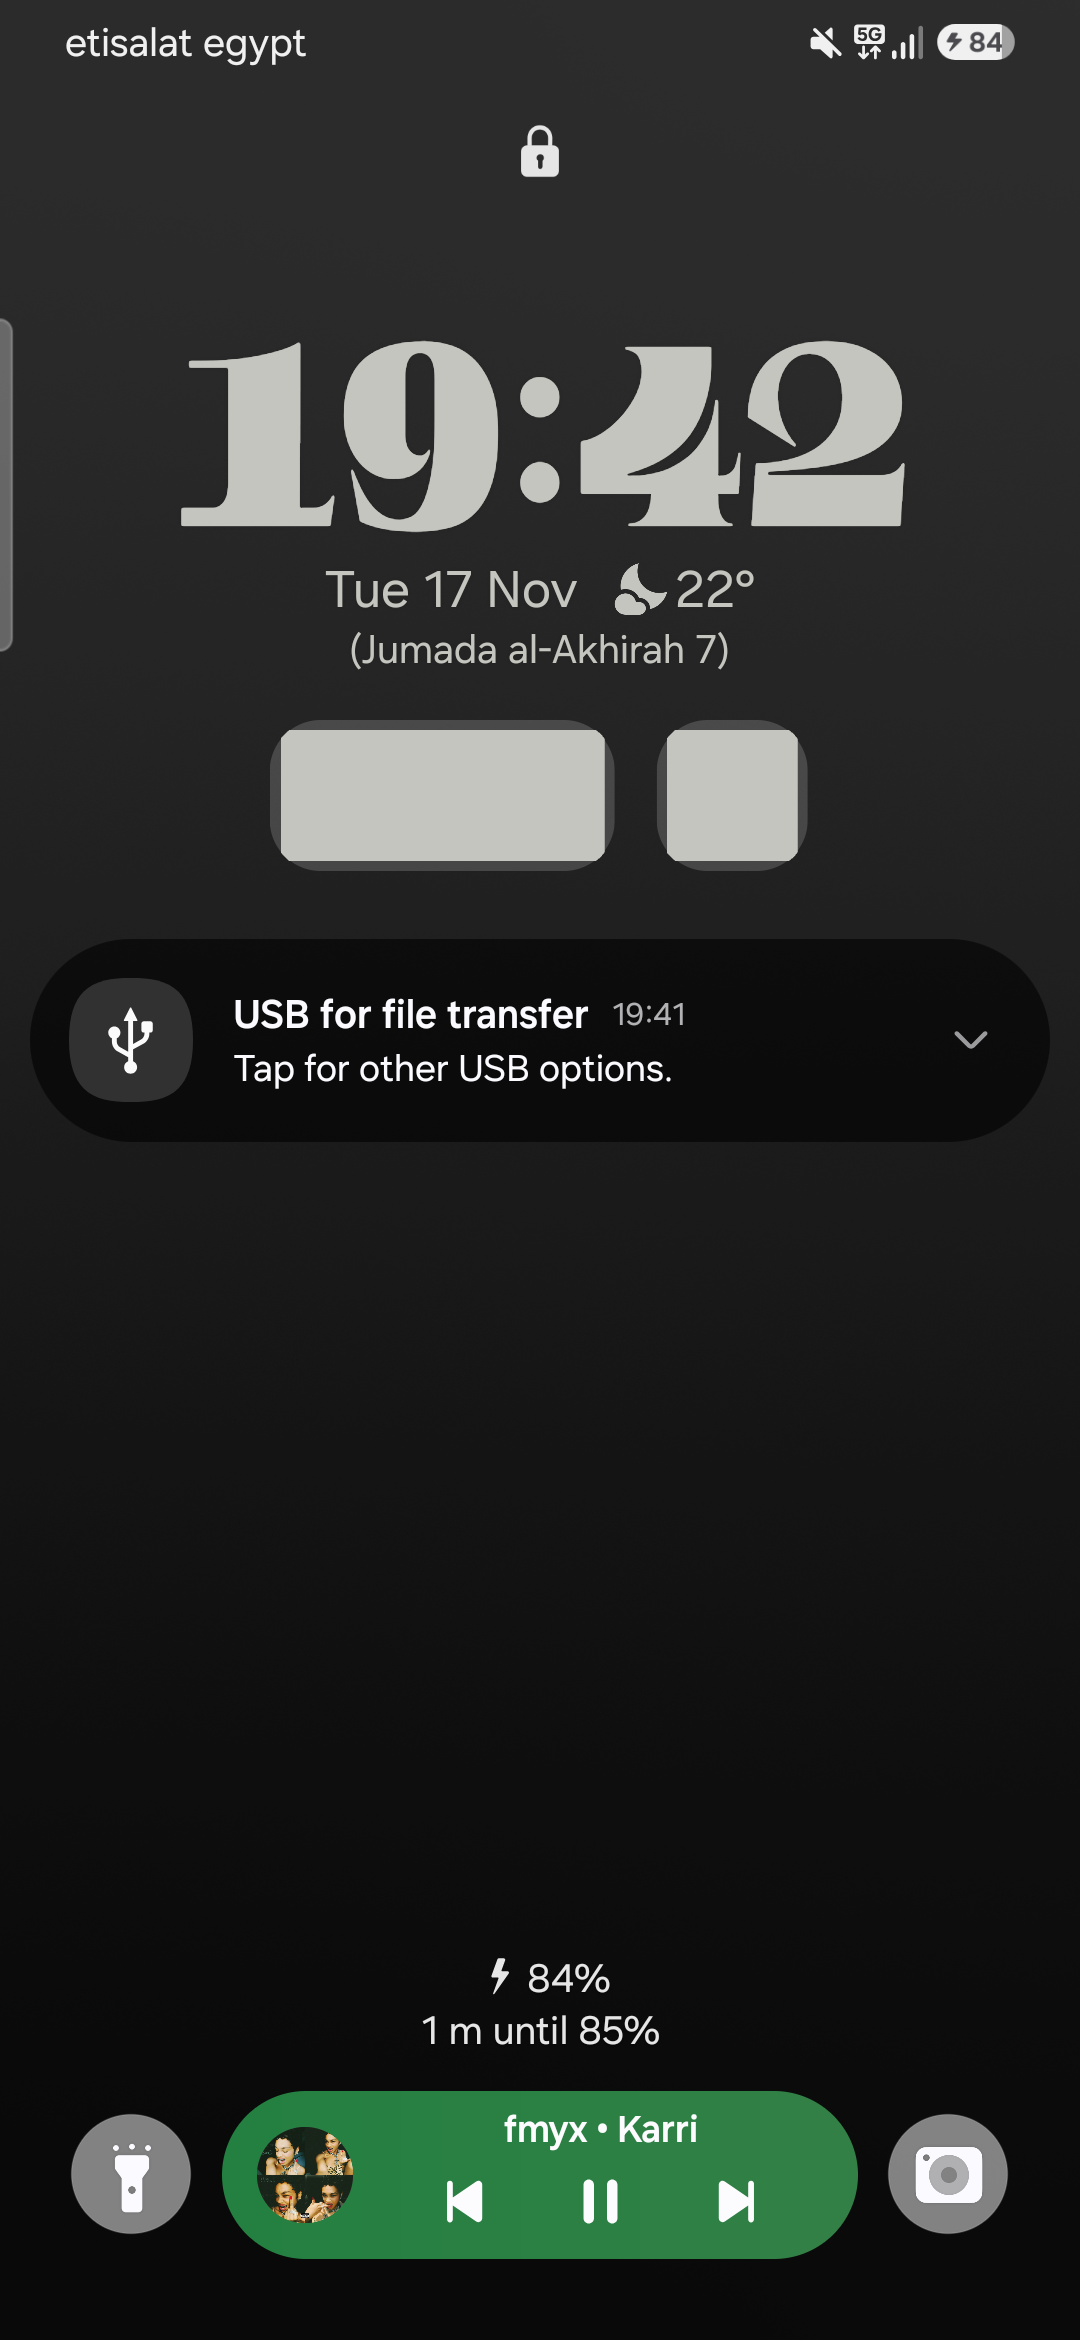 etisalat egypt 5G 84
19:42
Tue 17 Nov 22°
(Jumada al-Akhirah 7)
USB for file transfer 19:41
Tap for other USB options.
84%
1 m until 85%
fmyx • Karri